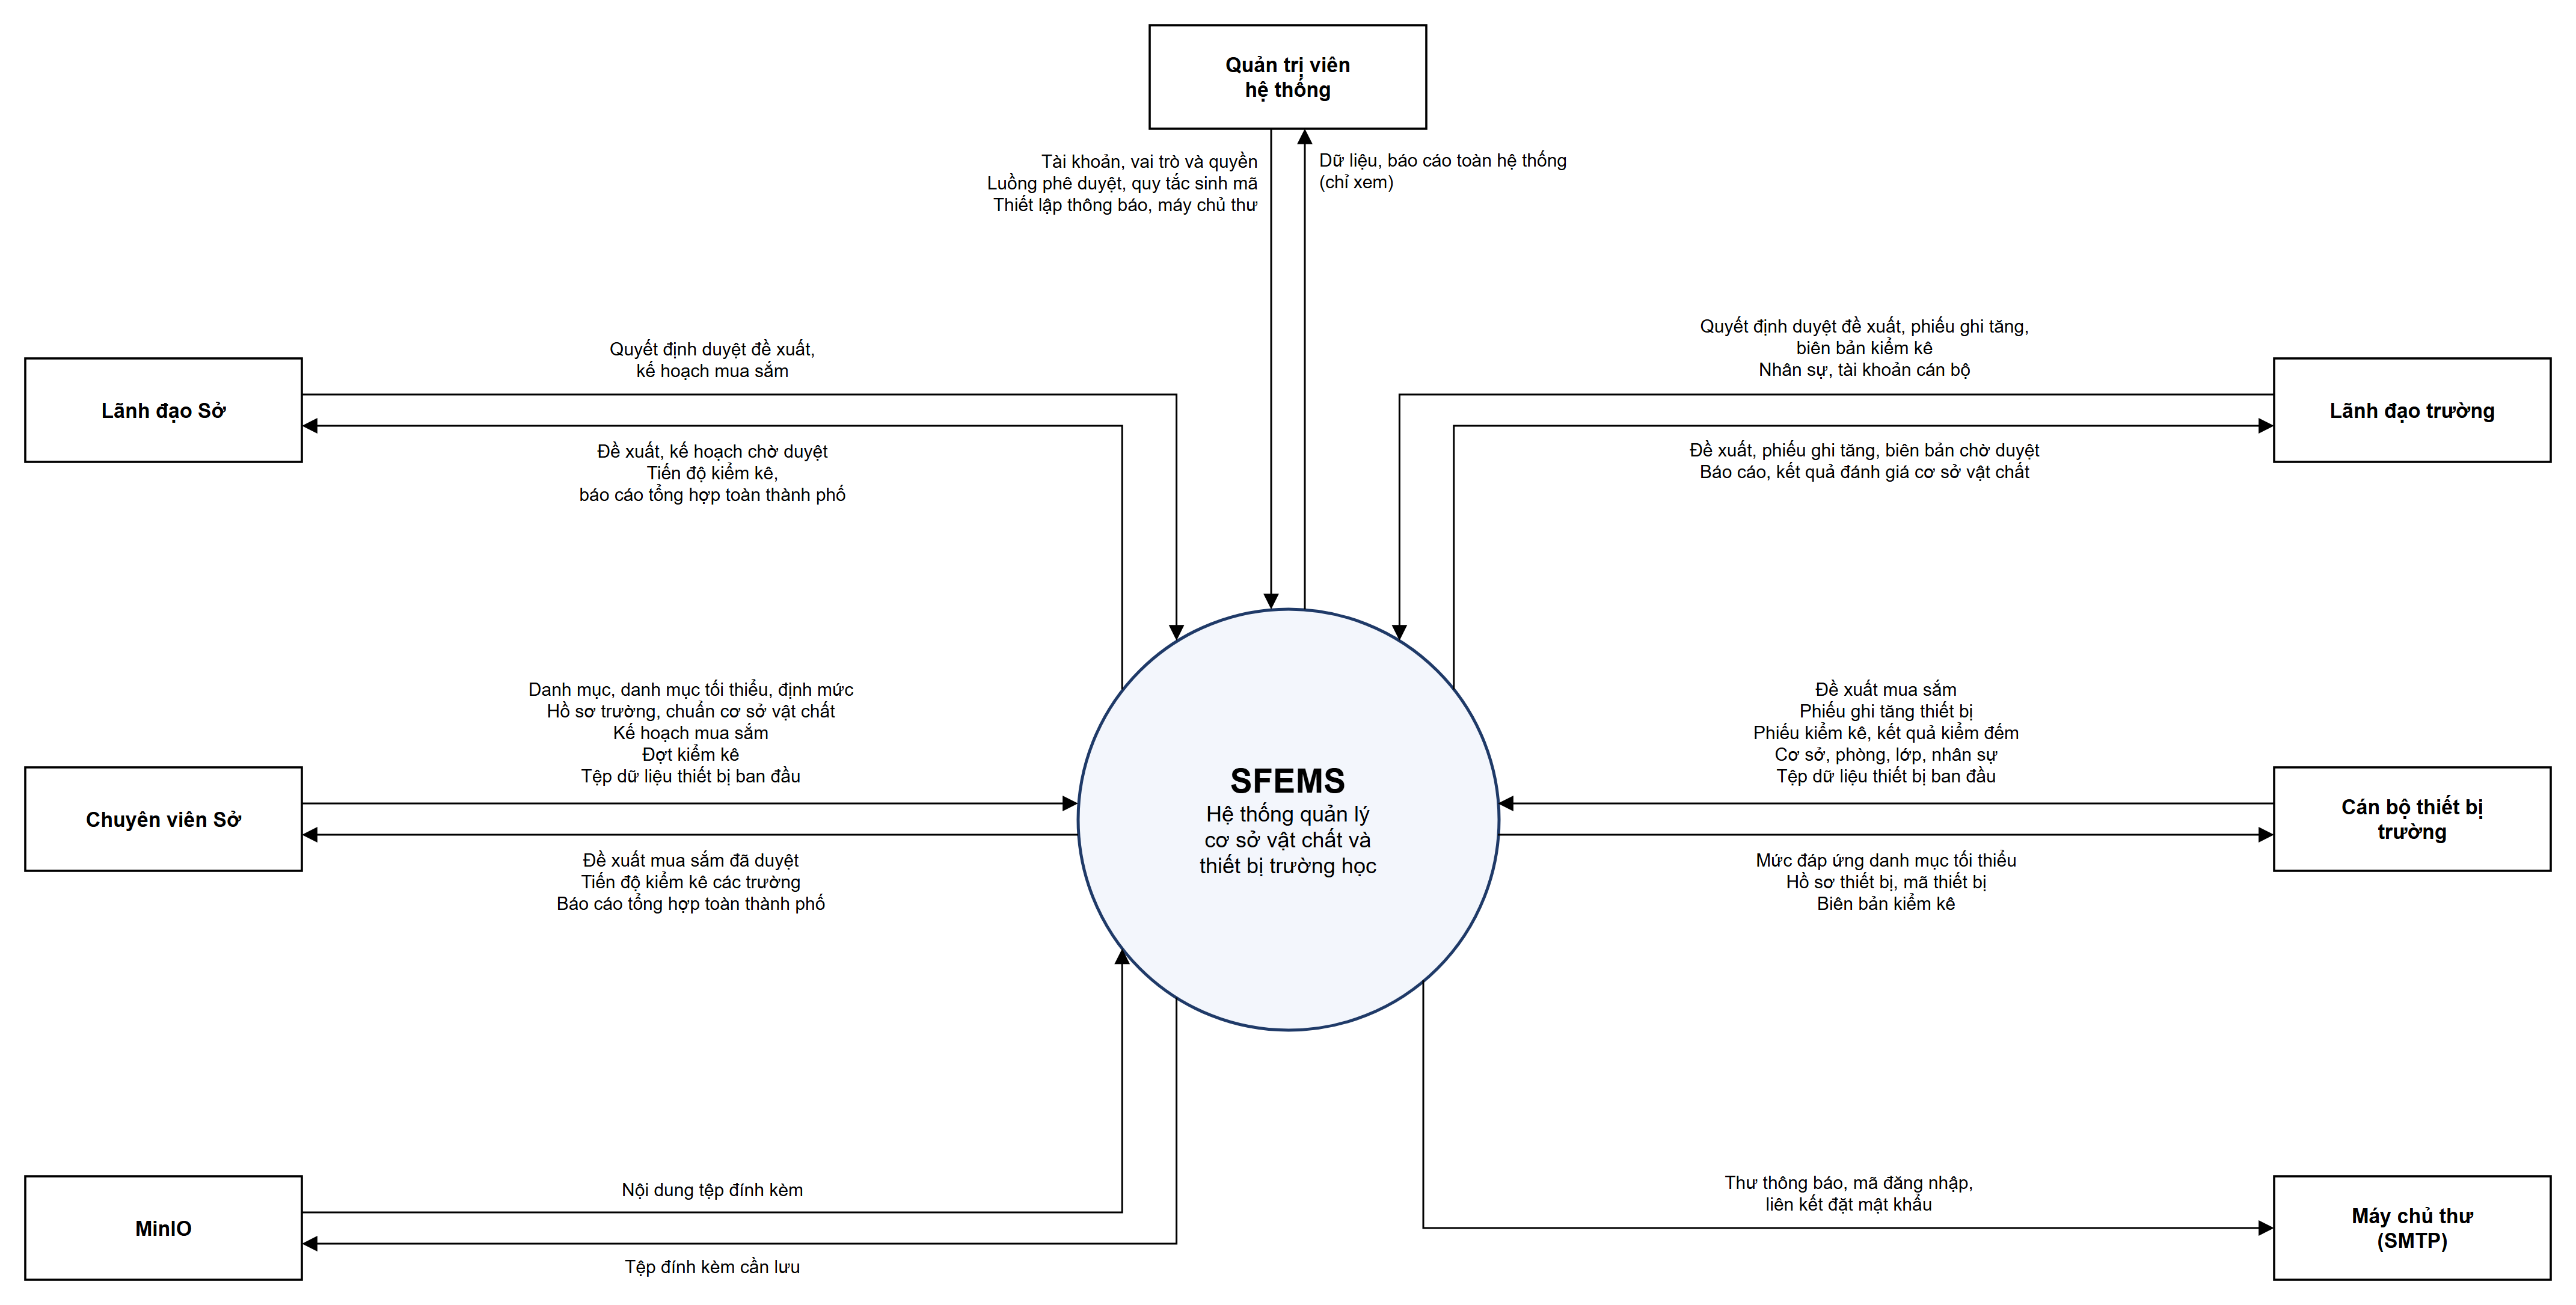 Quản trị viên
hệ thống
Tài khoản, vai trò và quyền
Luồng phê duyệt, quy tắc sinh mã
Thiết lập thông báo, máy chủ thư
Dữ liệu, báo cáo toàn hệ thống
(chỉ xem)
Quyết định duyệt đề xuất,
kế hoạch mua sắm
Lãnh đạo Sở
Đề xuất, kế hoạch chờ duyệt
Tiến độ kiểm kê,
báo cáo tổng hợp toàn thành phố
Quyết định duyệt đề xuất, phiếu ghi tăng,
biên bản kiểm kê
Nhân sự, tài khoản cán bộ
Lãnh đạo trường
Đề xuất, phiếu ghi tăng, biên bản chờ duyệt
Báo cáo, kết quả đánh giá cơ sở vật chất
Danh mục, danh mục tối thiểu, định mức
Hồ sơ trường, chuẩn cơ sở vật chất
Kế hoạch mua sắm
Đợt kiểm kê
Tệp dữ liệu thiết bị ban đầu
Chuyên viên Sở
Đề xuất mua sắm đã duyệt
Tiến độ kiểm kê các trường
Báo cáo tổng hợp toàn thành phố
SFEMS
Hệ thống quản lý
cơ sở vật chất và
thiết bị trường học
Đề xuất mua sắm
Phiếu ghi tăng thiết bị
Phiếu kiểm kê, kết quả kiểm đếm
Cơ sở, phòng, lớp, nhân sự
Tệp dữ liệu thiết bị ban đầu
Cán bộ thiết bị
trường
Mức đáp ứng danh mục tối thiểu
Hồ sơ thiết bị, mã thiết bị
Biên bản kiểm kê
Nội dung tệp đính kèm
MinIO
Tệp đính kèm cần lưu
Thư thông báo, mã đăng nhập,
liên kết đặt mật khẩu
Máy chủ thư
(SMTP)